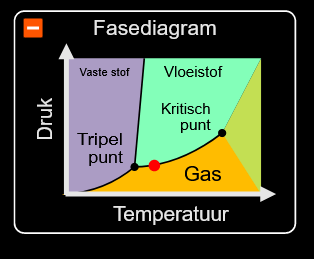 Fasediagram
Vaste stof
Vloeistof
Kritisch
punt
Tripel
punt
Gas
Druk
Temperatuur